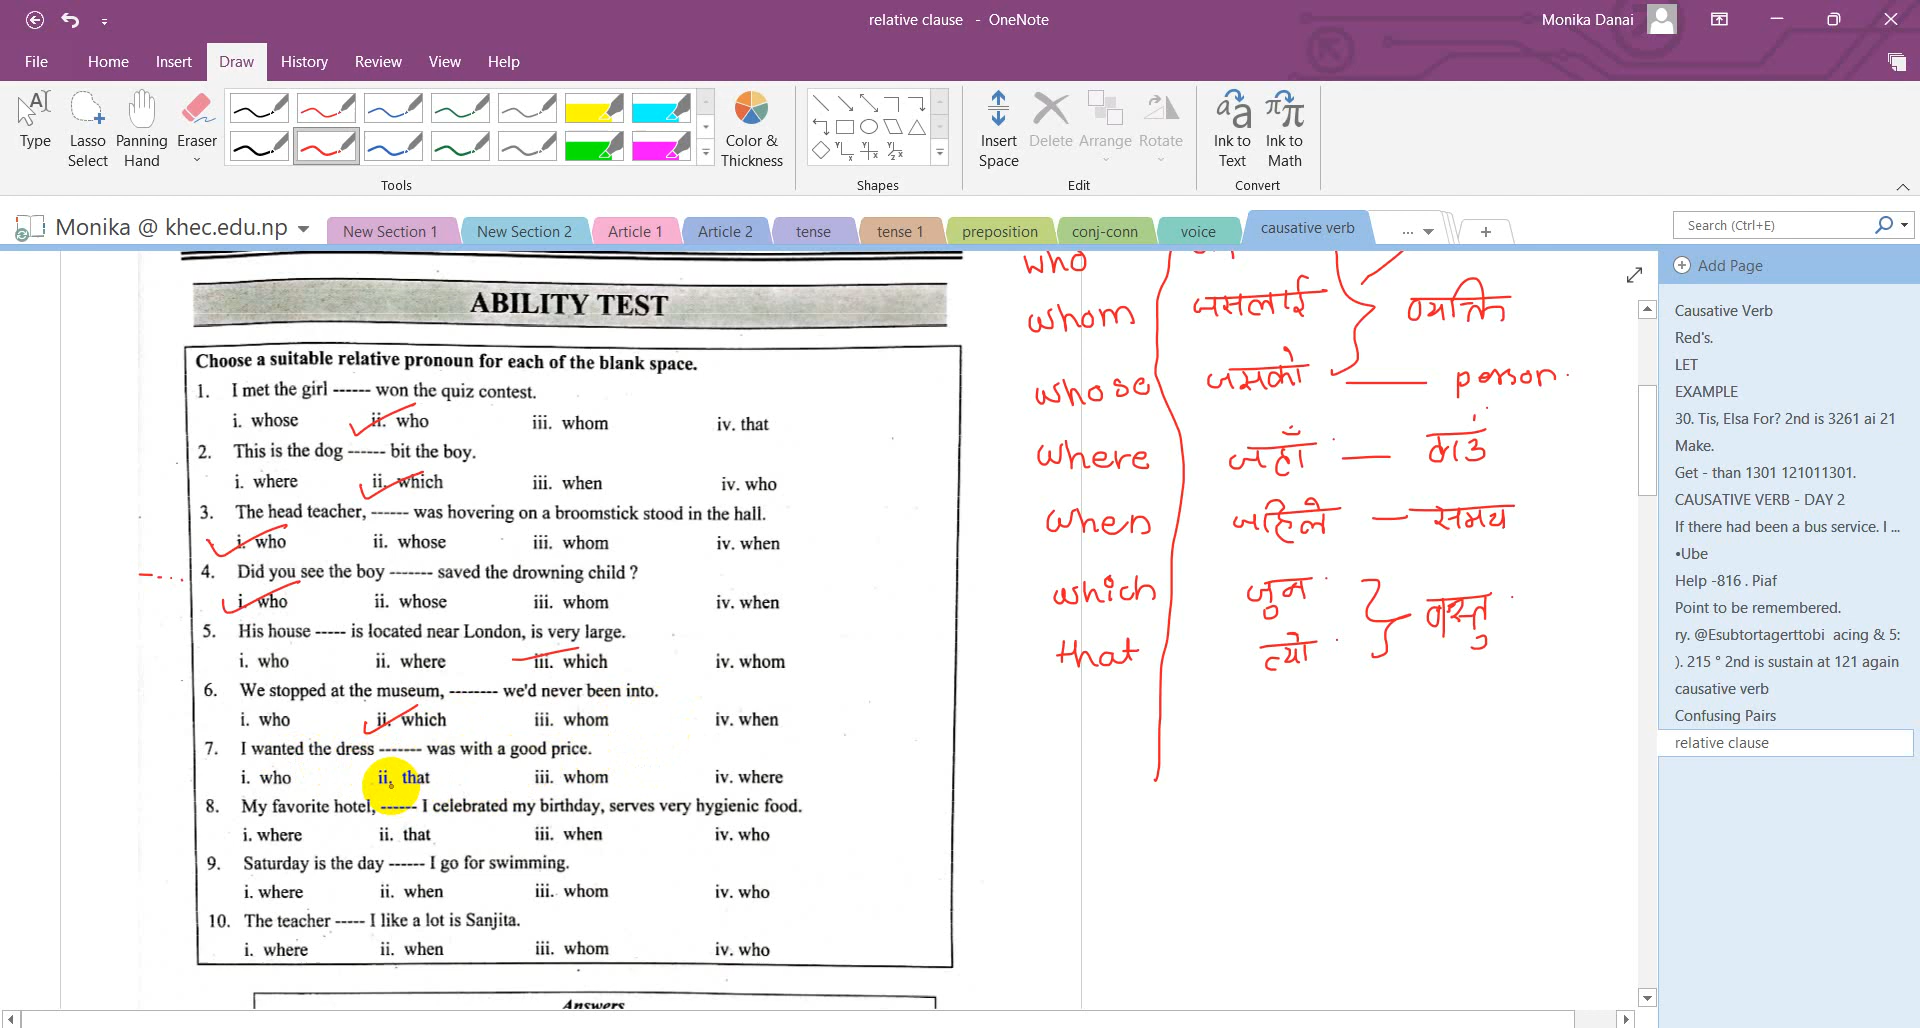 relative clause - OneNote
Monika Danai
File Home Insert Draw History Review View Help
Type
Lasso Select
Panning Hand
Eraser
Color & Thickness
Insert Space
Delete
Arrange
Rotate
Ink to Text
Ink to Math
Tools
Shapes
Edit
Convert
Monika @ khec.edu.np
New Section 1
New Section 2
Article 1
Article 2
tense
tense 1
preposition
conj-conn
voice
causative verb
...
Search (Ctrl+E)
ABILITY TEST
Choose a suitable relative pronoun for each of the blank space.
1. I met the girl ------ won the quiz contest.
i. whose ii. who iii. whom iv. that
2. This is the dog ------ bit the boy.
i. where ii. which iii. when iv. who
3. The head teacher, ------ was hovering on a broomstick stood in the hall.
i. who ii. whose iii. whom iv. when
4. Did you see the boy ------- saved the drowning child ?
i. who ii. whose iii. whom iv. when
5. His house ----- is located near London, is very large.
i. who ii. where iii. which iv. whom
6. We stopped at the museum, -------- we'd never been into.
i. who ii. which iii. whom iv. when
7. I wanted the dress ------- was with a good price.
i. who ii. that iii. whom iv. where
8. My favorite hotel, ------ I celebrated my birthday, serves very hygienic food.
i. where ii. that iii. when iv. who
9. Saturday is the day ------ I go for swimming.
i. where ii. when iii. whom iv. who
10. The teacher ----- I like a lot is Sanjita.
i. where ii. when iii. whom iv. who
Answers
who
whom जसलाई व्यक्ति
whose जसको person
where जहाँ ठाउँ
when जहिले समय
which जुन वस्तु
that त्यो
Add Page
Causative Verb
Red's.
LET
EXAMPLE
30. Tis, Elsa For? 2nd is 3261 ai 21
Make.
Get - than 1301 121011301.
CAUSATIVE VERB - DAY 2
If there had been a bus service. I ...
•Ube
Help -816 . Piaf
Point to be remembered.
ry. @Esubtortagerttobi acing & 5:
). 215 ° 2nd is sustain at 121 again
causative verb
Confusing Pairs
relative clause